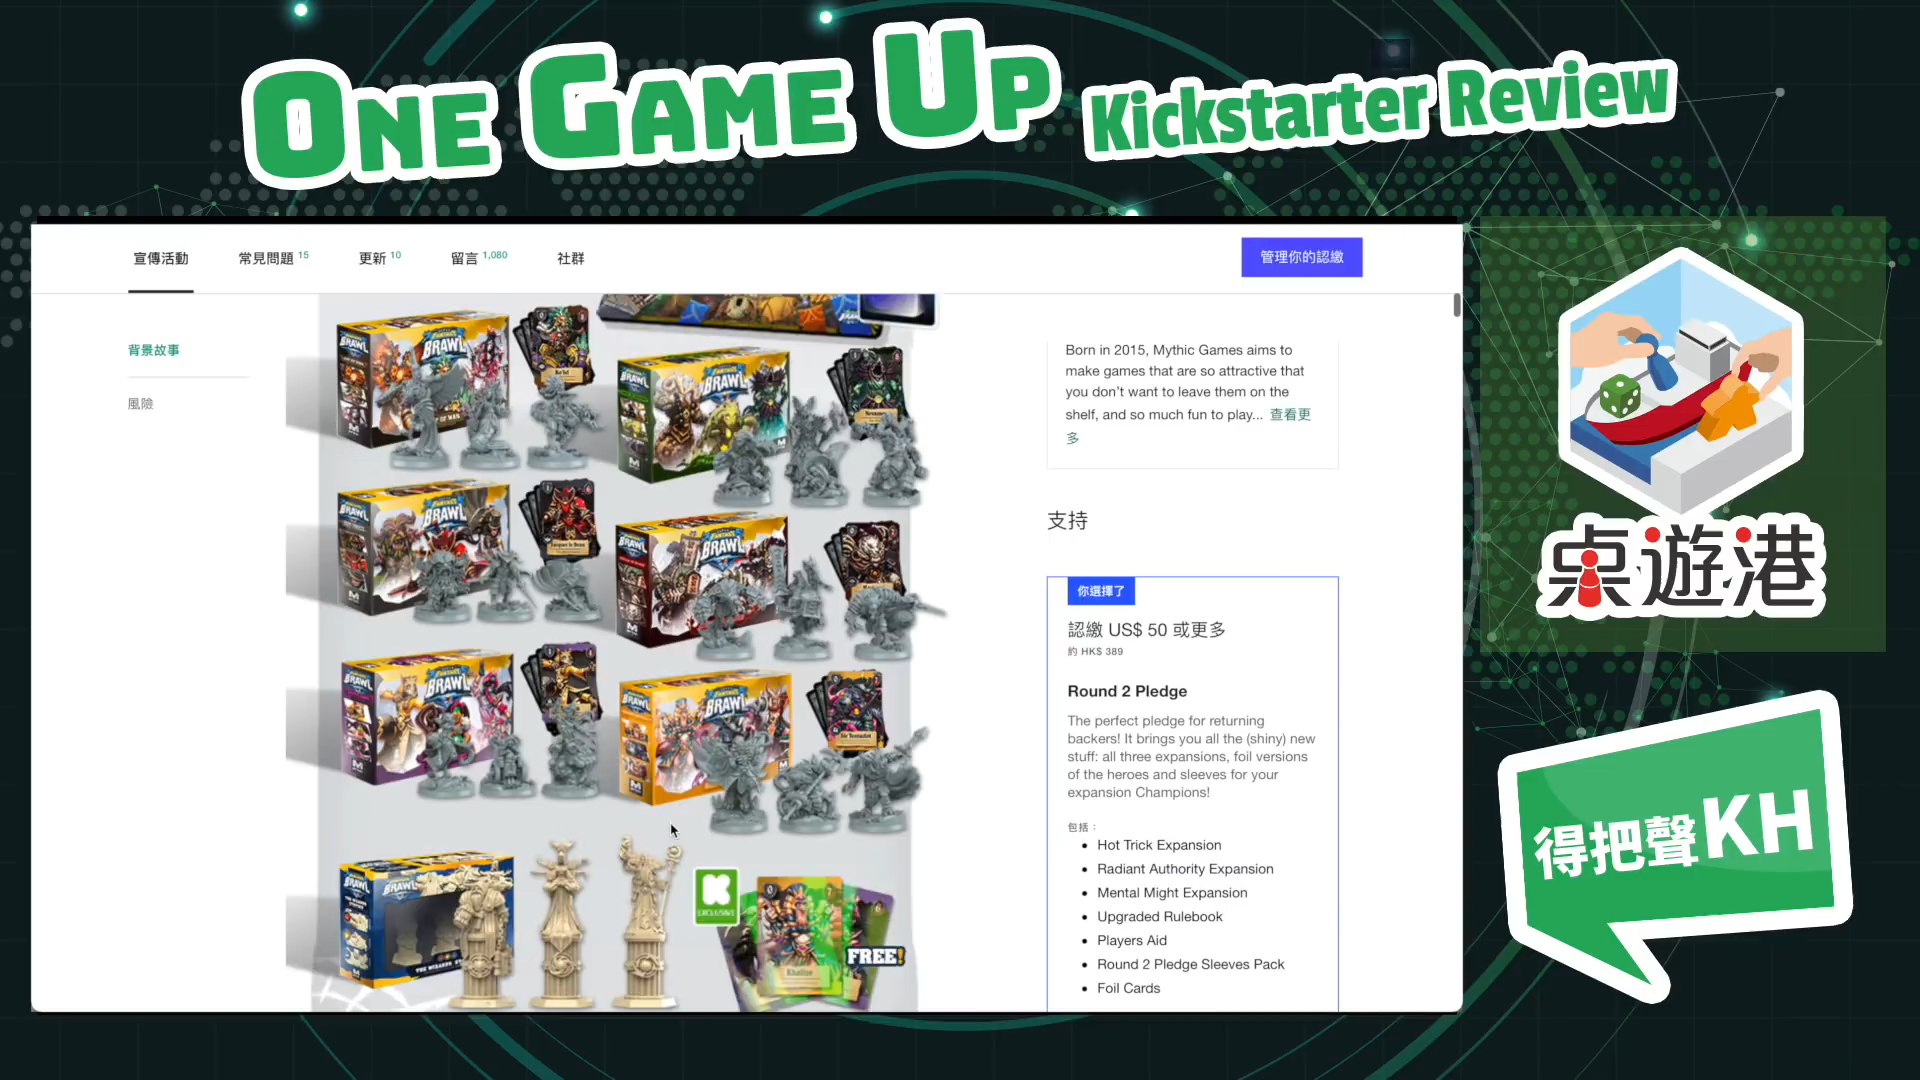 ONE GAME UP Kickstarter Review
宣傳活動
常見問題 15
更新 10
留言 1,080
社群
管理你的認繳
背景故事
風險
BRAWL
BRAWL
BRAWL
BRAWL
BRAWL
BRAWL
BRAWL
FREE!
Born in 2015, Mythic Games aims to
make games that are so attractive that
you don't want to leave them on the
shelf, and so much fun to play... 查看更
多
支持
你選擇了
認繳 US$ 50 或更多
約 HK$ 389
Round 2 Pledge
The perfect pledge for returning
backers! It brings you all the (shiny) new
stuff: all three expansions, foil versions
of the heroes and sleeves for your
expansion Champions!
包括：
Hot Trick Expansion
Radiant Authority Expansion
Mental Might Expansion
Upgraded Rulebook
Players Aid
Round 2 Pledge Sleeves Pack
Foil Cards
桌遊港
得把聲KH